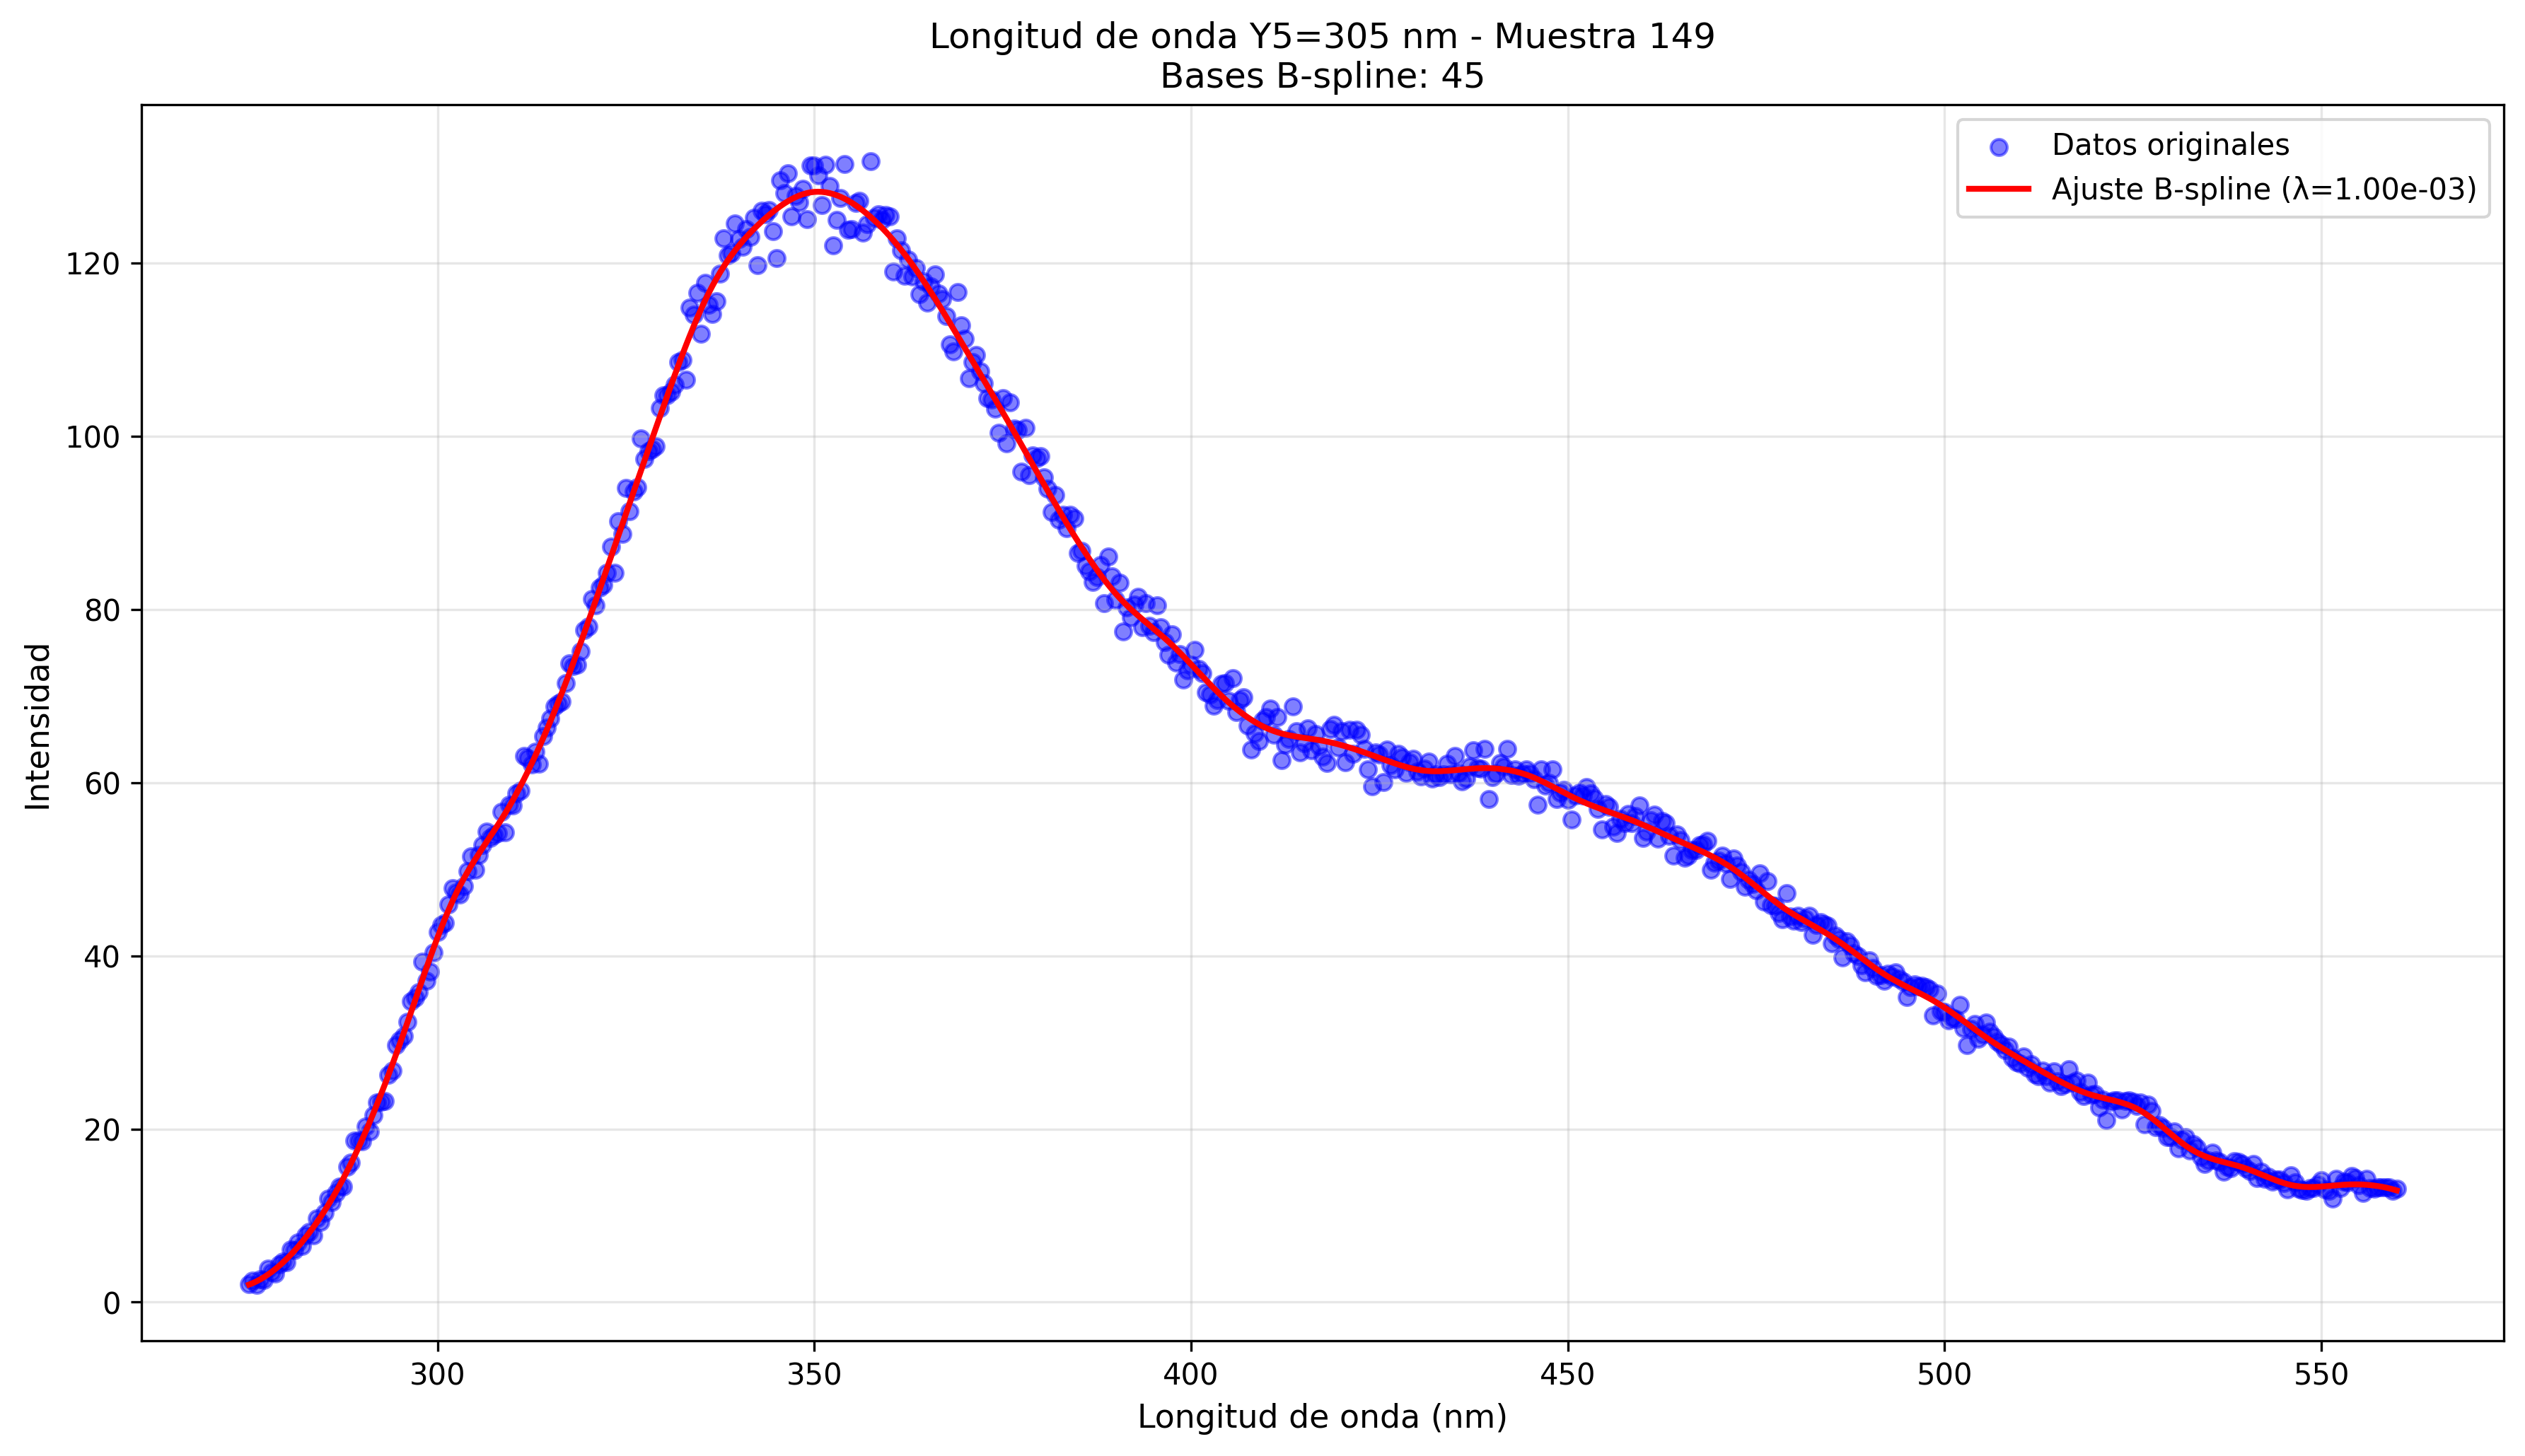 Longitud de onda Y5=305 nm - Muestra 149
Bases B-spline: 45
Datos originales
Ajuste B-spline (λ=1.00e-03)
Intensidad
120
100
80
60
40
20
0
300
350
400
450
500
550
Longitud de onda (nm)